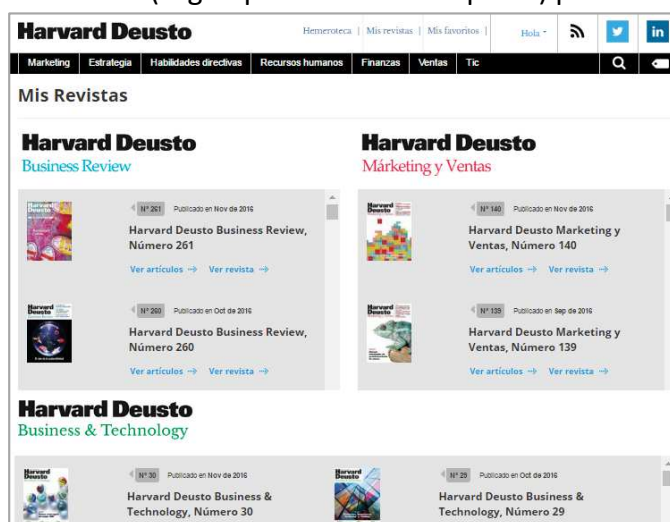 Harvard Deusto
Hemeroteca | Mis revistas | Mis favoritos | Hola
in
Marketing Estrategia Habilidades directivas Recursos humanos Finanzas Ventas Tic
Mis Revistas
Harvard Deusto
Business Review
Nº 261 Publicado en Nov de 2016
Harvard Deusto Business Review,
Número 261
Ver artículos → Ver revista →
Nº 260 Publicado en Oct de 2016
Harvard Deusto Business Review,
Número 260
Ver artículos → Ver revista →
Harvard Deusto
Márketing y Ventas
Nº 140 Publicado en Nov de 2016
Harvard Deusto Marketing y
Ventas, Número 140
Ver artículos → Ver revista →
Nº 139 Publicado en Sep de 2016
Harvard Deusto Marketing y
Ventas, Número 139
Ver artículos → Ver revista →
Harvard Deusto
Business & Technology
Nº 30 Publicado en Nov de 2016
Harvard Deusto Business &
Technology, Número 30
Nº 29 Publicado en Oct de 2016
Harvard Deusto Business &
Technology, Número 29